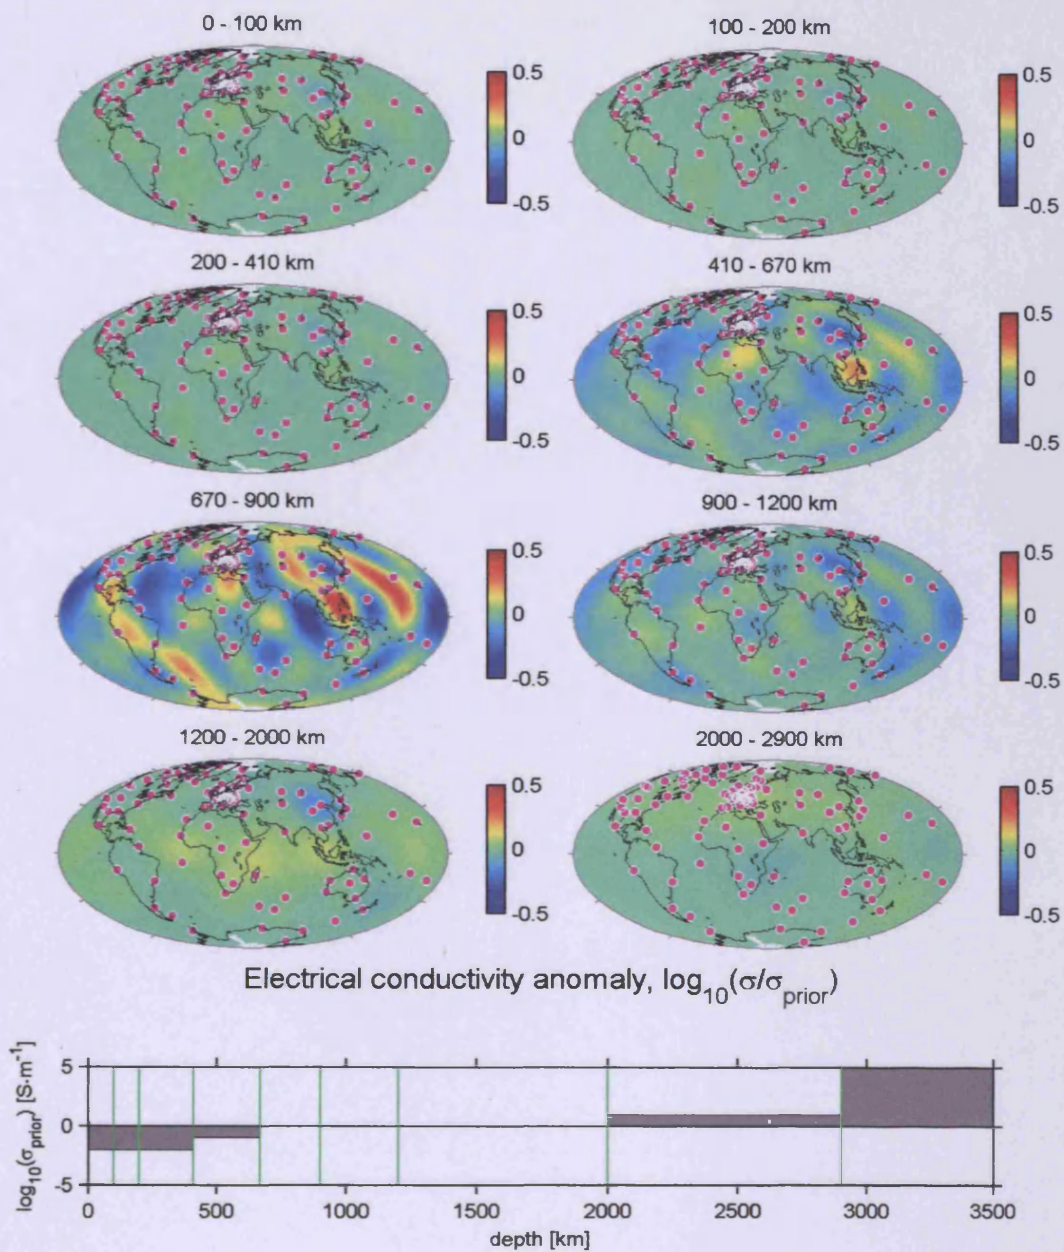 0 - 100 km
100 - 200 km
0.5
0
-0.5
0.5
0
-0.5
200 - 410 km
410 - 670 km
0.5
0
-0.5
0.5
0
-0.5
670 - 900 km
900 - 1200 km
0.5
0
-0.5
0.5
0
-0.5
1200 - 2000 km
2000 - 2900 km
0.5
0
-0.5
0.5
0
-0.5
Electrical conductivity anomaly, log₁₀(σ/σ_prior)
log₁₀(σ_prior) [S·m⁻¹]
5
0
-5
0 500 1000 1500 2000 2500 3000 3500
depth [km]